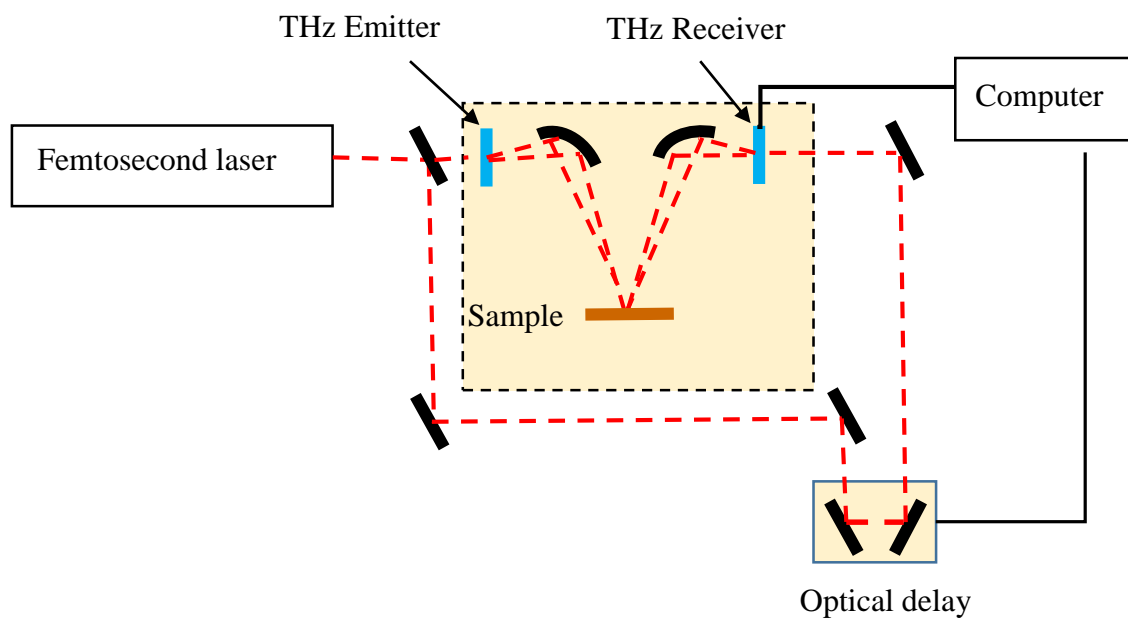 THz Emitter
THz Receiver
Computer
Femtosecond laser
Sample
Optical delay